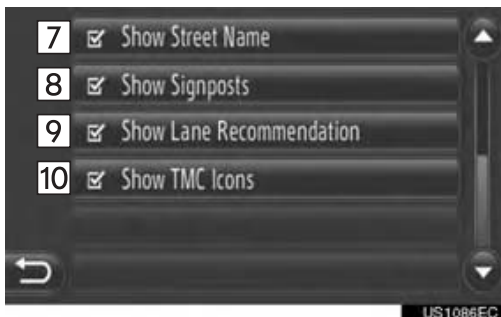 7 Show Street Name
8 Show Signposts
9 Show Lane Recommendation
10 Show TMC Icons
US1086EC